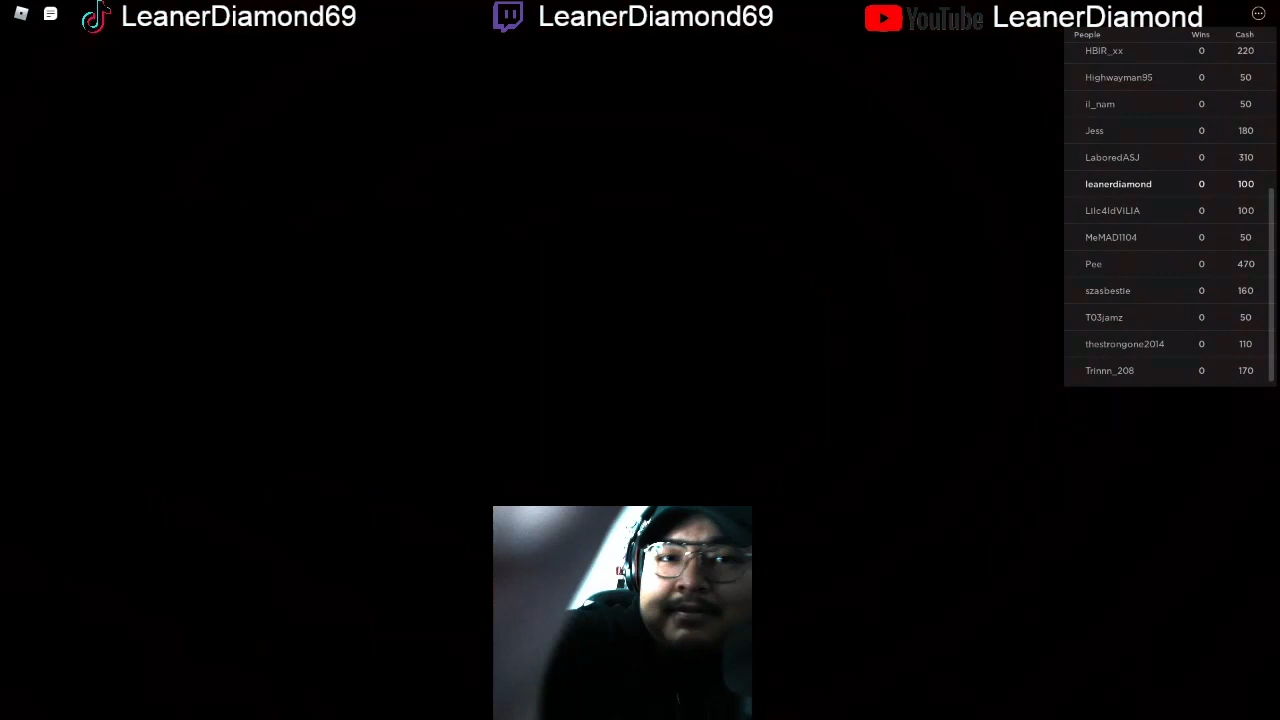 LeanerDiamond69 LeanerDiamond69 YouTube LeanerDiamond
People Wins Cash
HBIR_xx 0 220
Highwayman95 0 50
il_nam 0 50
Jess 0 180
LaboredASJ 0 310
leanerdiamond 0 100
LIlc4ldViLIA 0 100
MeMAD1104 0 50
Pee 0 470
szasbestie 0 160
T03jamz 0 50
thestrongone2014 0 110
Trinnn_208 0 170